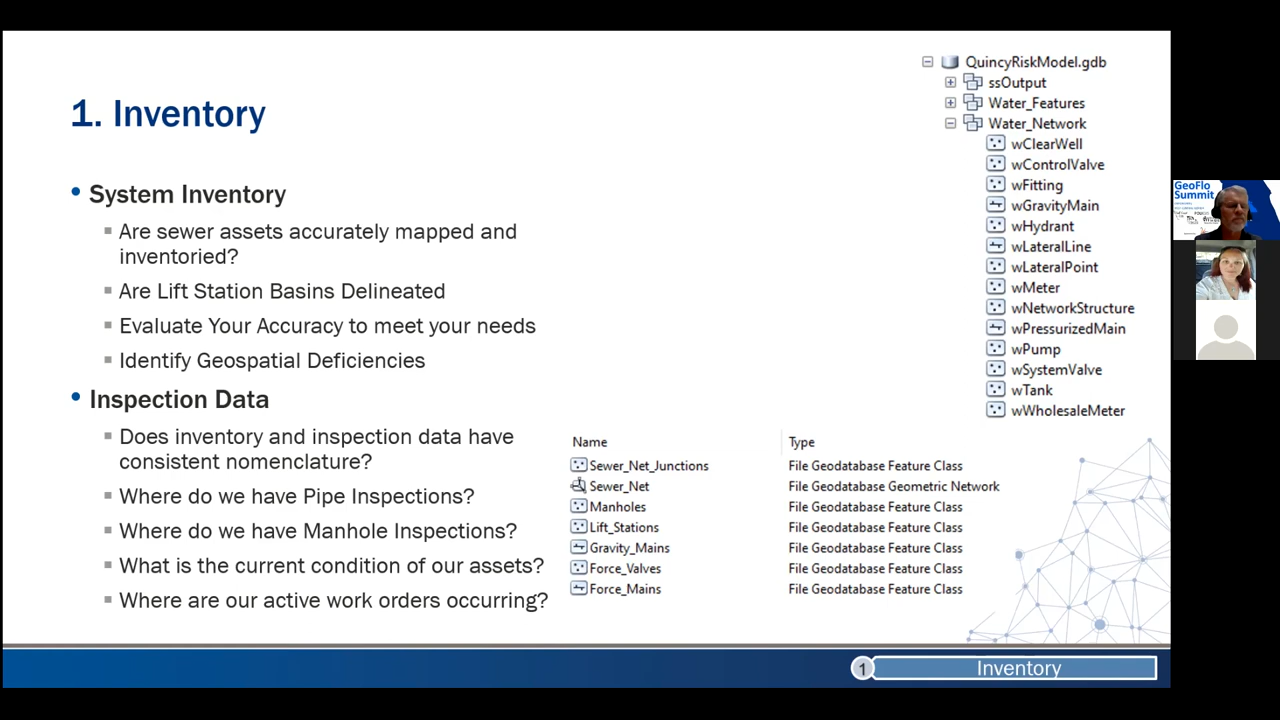 1. Inventory
• System Inventory
Are sewer assets accurately mapped and
inventoried?
Are Lift Station Basins Delineated
Evaluate Your Accuracy to meet your needs
Identify Geospatial Deficiencies
• Inspection Data
Does inventory and inspection data have
consistent nomenclature?
Where do we have Pipe Inspections?
Where do we have Manhole Inspections?
What is the current condition of our assets?
Where are our active work orders occurring?
QuincyRiskModel.gdb
ssOutput
Water_Features
Water_Network
wClearWell
wControlValve
wFitting
wGravityMain
wHydrant
wLateralLine
wLateralPoint
wMeter
wNetworkStructure
wPressurizedMain
wPump
wSystemValve
wTank
wWholesaleMeter
Name Type
Sewer_Net_Junctions File Geodatabase Feature Class
Sewer_Net File Geodatabase Geometric Network
Manholes File Geodatabase Feature Class
Lift_Stations File Geodatabase Feature Class
Gravity_Mains File Geodatabase Feature Class
Force_Valves File Geodatabase Feature Class
Force_Mains File Geodatabase Feature Class
1 Inventory
GeoFlo
Summit